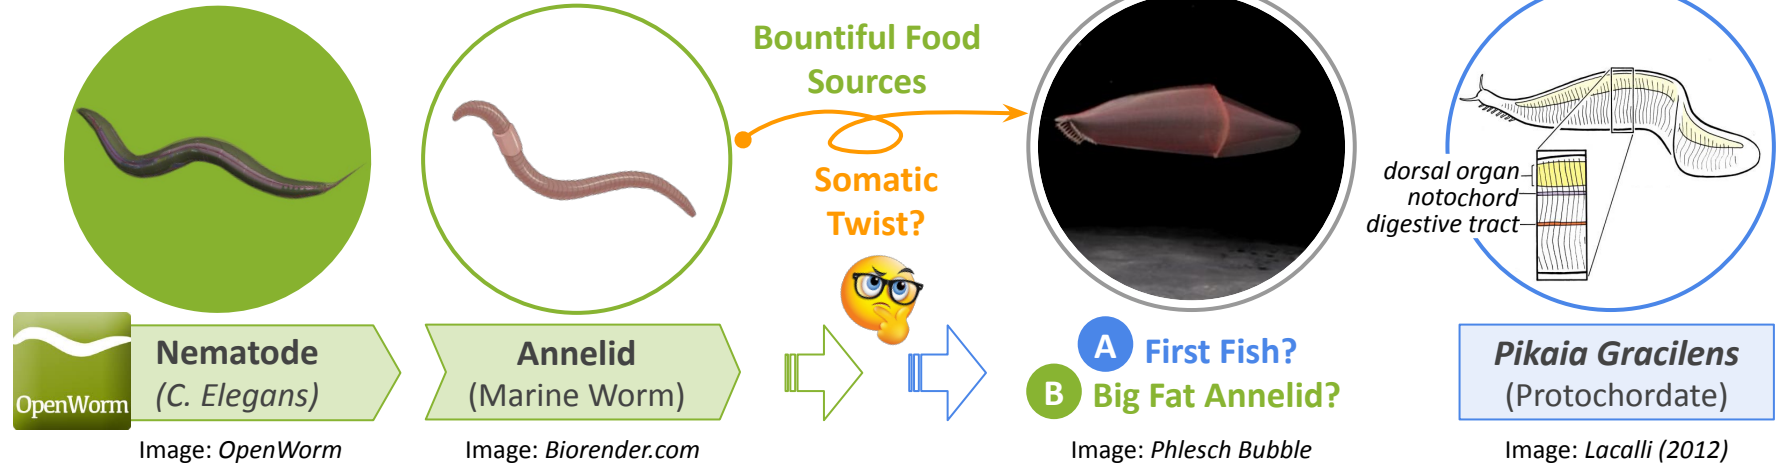 Bountiful Food
Sources
Somatic
Twist?
dorsal organ
notochord
digestive tract
OpenWorm
Nematode
(C. Elegans)
Annelid
(Marine Worm)
A First Fish?
B Big Fat Annelid?
Pikaia Gracilens
(Protochordate)
Image: OpenWorm
Image: Biorender.com
Image: Phlesch Bubble
Image: Lacalli (2012)